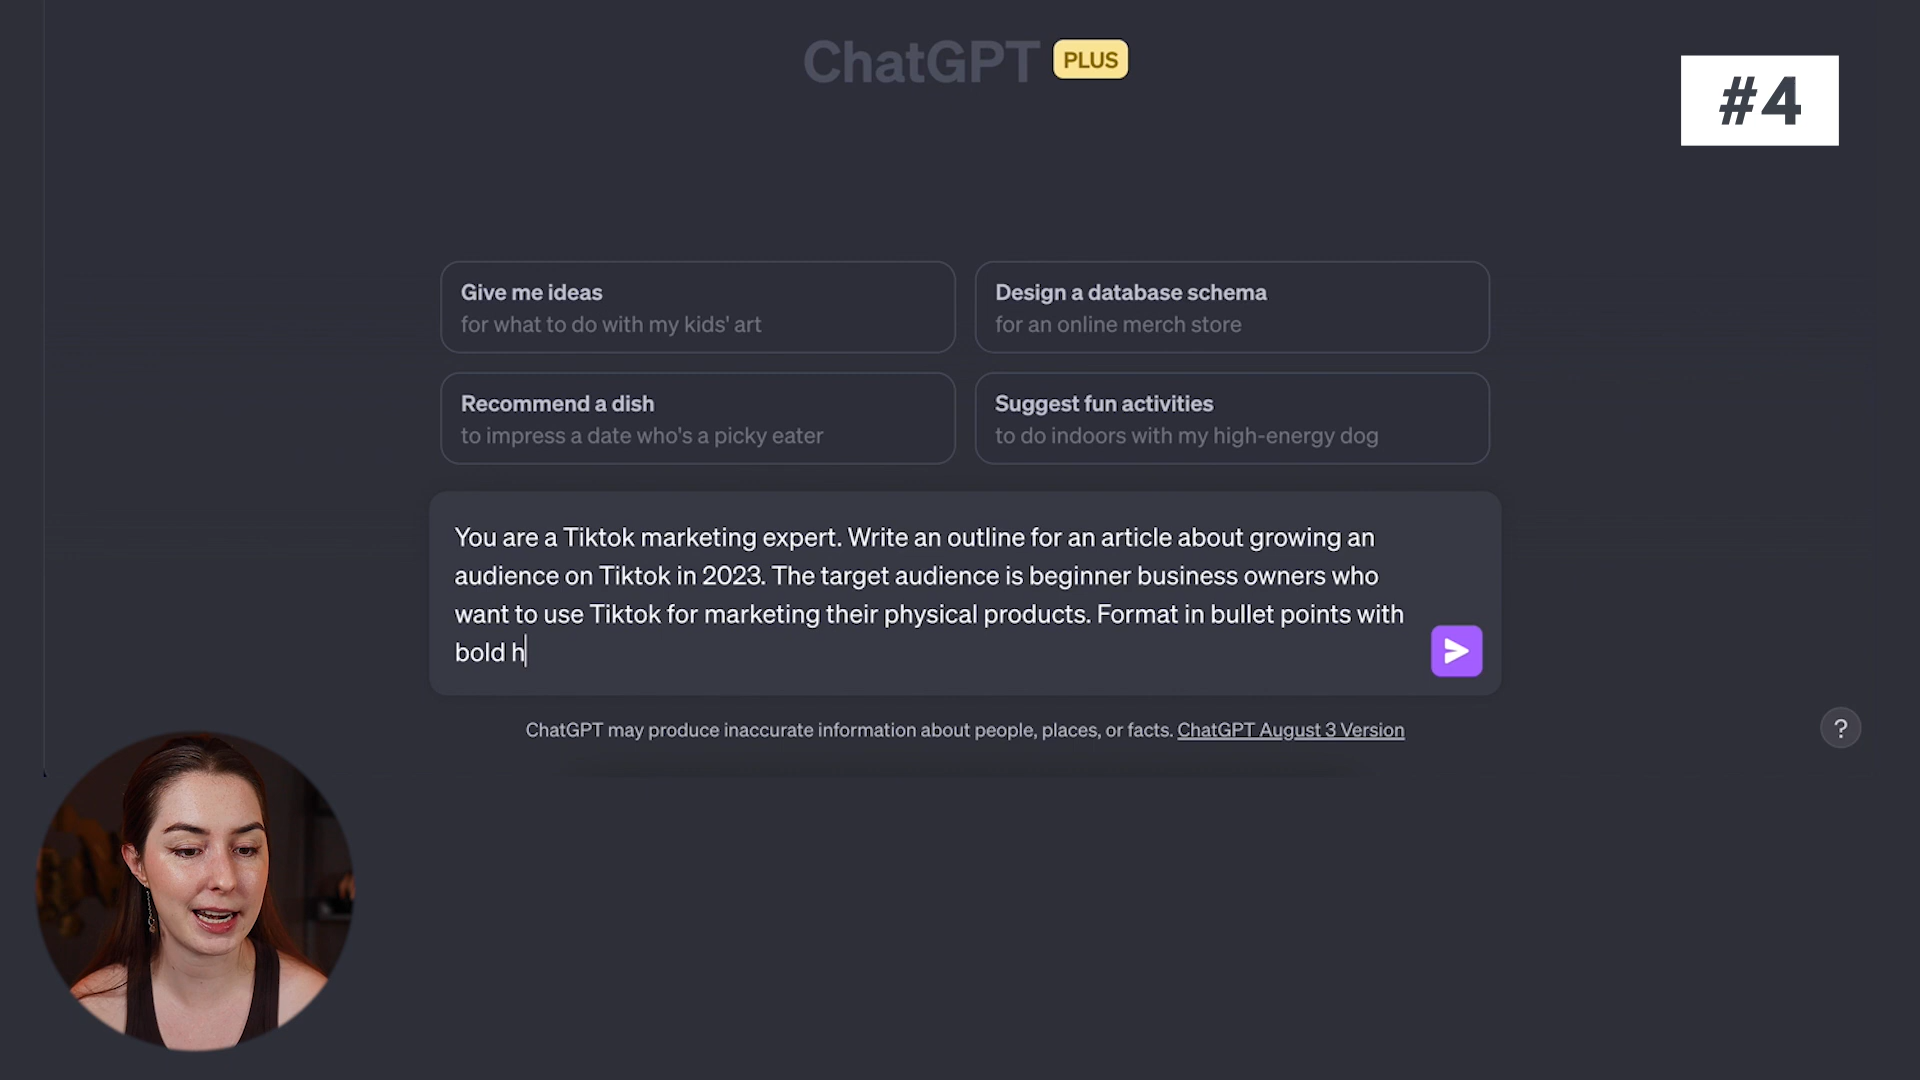 ChatGPT PLUS
#4
Give me ideas
for what to do with my kids' art
Design a database schema
for an online merch store
Recommend a dish
to impress a date who's a picky eater
Suggest fun activities
to do indoors with my high-energy dog
You are a Tiktok marketing expert. Write an outline for an article about growing an
audience on Tiktok in 2023. The target audience is beginner business owners who
want to use Tiktok for marketing their physical products. Format in bullet points with
bold h
ChatGPT may produce inaccurate information about people, places, or facts. ChatGPT August 3 Version
?